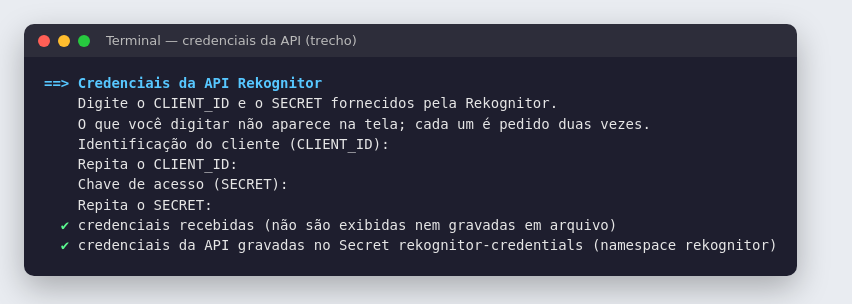 Terminal — credenciais da API (trecho)
==> Credenciais da API Rekognitor
Digite o CLIENT_ID e o SECRET fornecidos pela Rekognitor.
O que você digitar não aparece na tela; cada um é pedido duas vezes.
Identificação do cliente (CLIENT_ID):
Repita o CLIENT_ID:
Chave de acesso (SECRET):
Repita o SECRET:
✔ credenciais recebidas (não são exibidas nem gravadas em arquivo)
✔ credenciais da API gravadas no Secret rekognitor-credentials (namespace rekognitor)